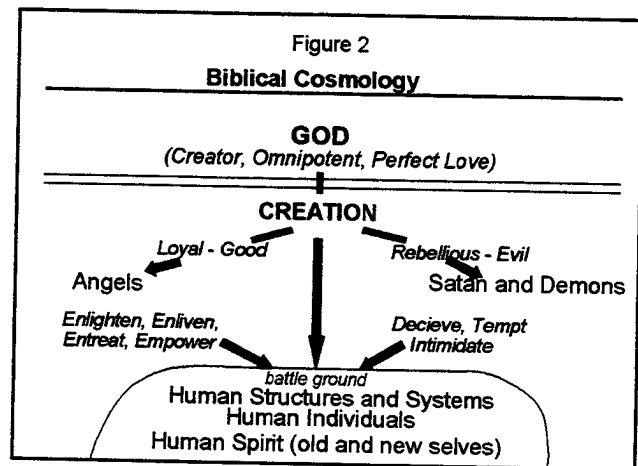 Figure 2
Biblical Cosmology
GOD
(Creator, Omnipotent, Perfect Love)
CREATION
Loyal - Good
Rebellious - Evil
Angels
Satan and Demons
Enlighten, Enliven,
Entreat, Empower
Decieve, Tempt
Intimidate
battle ground
Human Structures and Systems
Human Individuals
Human Spirit (old and new selves)